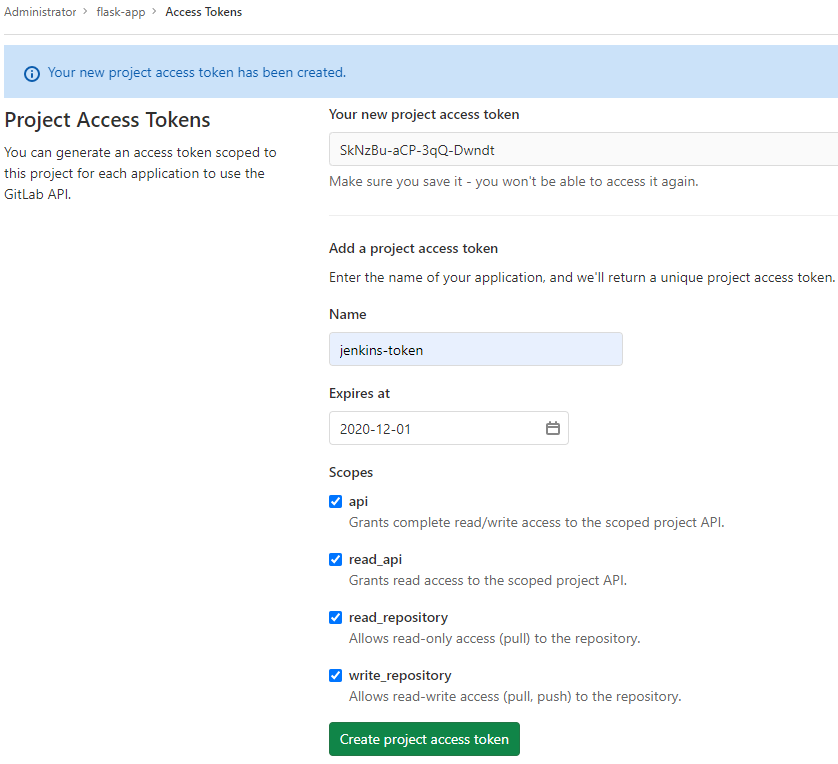 Administrator > flask-app > Access Tokens
Your new project access token has been created.
Project Access Tokens
You can generate an access token scoped to
this project for each application to use the
GitLab API.
Your new project access token
SkNzBu-aCP-3qQ-Dwndt
Make sure you save it - you won't be able to access it again.
Add a project access token
Enter the name of your application, and we'll return a unique project access token.
Name
jenkins-token
Expires at
2020-12-01
Scopes
api
Grants complete read/write access to the scoped project API.
read_api
Grants read access to the scoped project API.
read_repository
Allows read-only access (pull) to the repository.
write_repository
Allows read-write access (pull, push) to the repository.
Create project access token